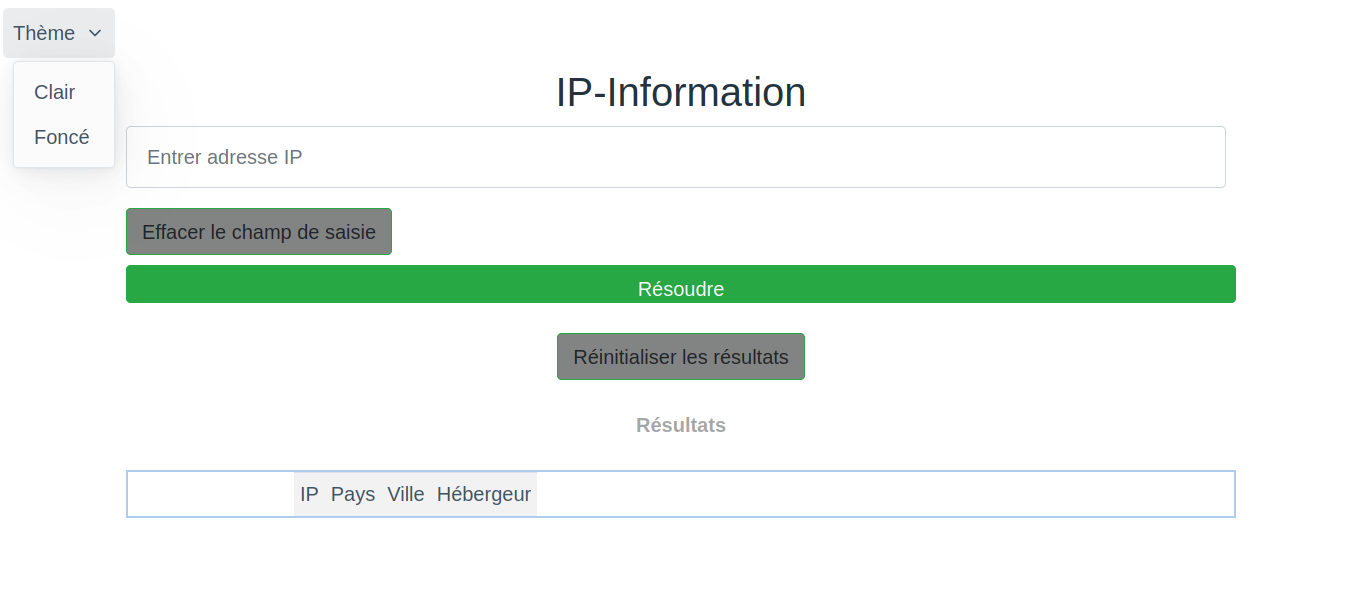 Thème
Clair
Foncé
IP-Information
Entrer adresse IP
Effacer le champ de saisie
Résoudre
Réinitialiser les résultats
Résultats
IP Pays Ville Hébergeur